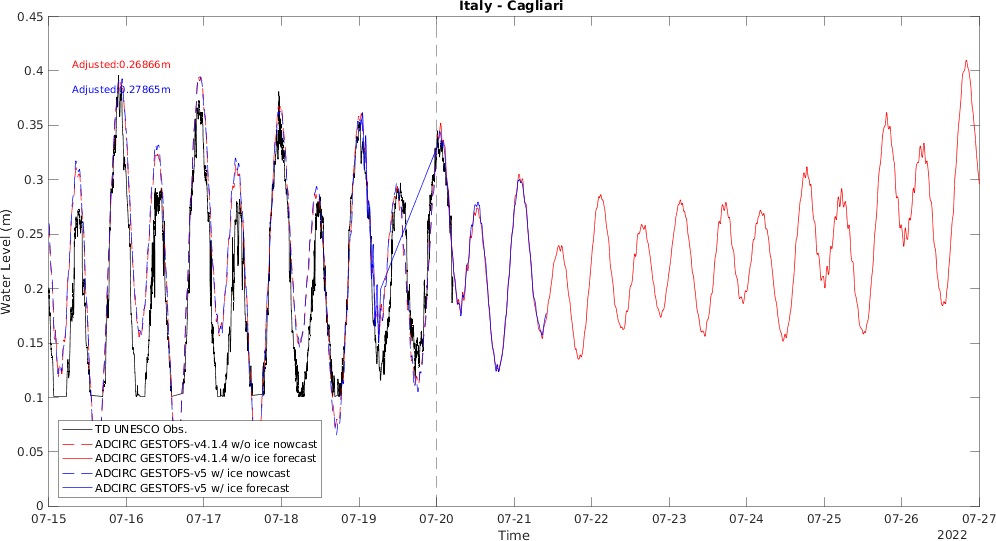 Italy - Cagliari
Adjusted:0.26866m
Adjusted:0.27865m
Water Level (m)
0.45
0.4
0.35
0.3
0.25
0.2
0.15
0.1
0.05
0
TD UNESCO Obs.
ADCIRC GESTOFS-v4.1.4 w/o ice nowcast
ADCIRC GESTOFS-v4.1.4 w/o ice forecast
ADCIRC GESTOFS-v5 w/ ice nowcast
ADCIRC GESTOFS-v5 w/ ice forecast
07-15 07-16 07-17 07-18 07-19 07-20 07-21 07-22 07-23 07-24 07-25 07-26 07-27
Time
2022